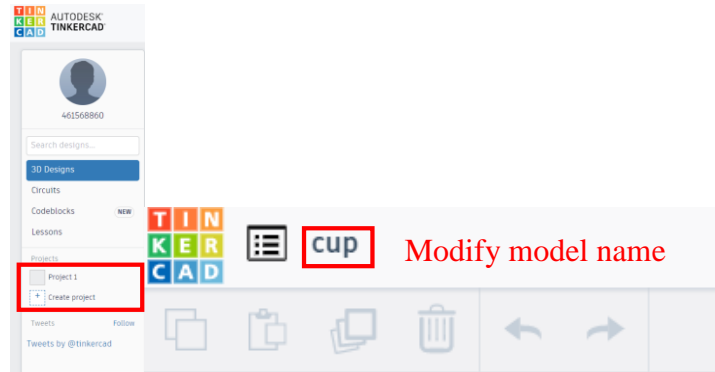 TIN
KER
CAD
AUTODESK®
TINKERCAD®
461568860
Search designs...
3D Designs
Circuits
Codeblocks NEW
Lessons
Projects
Project 1
+ Create project
Tweets Follow
Tweets by @tinkercad
TIN
KER
CAD
cup
Modify model name